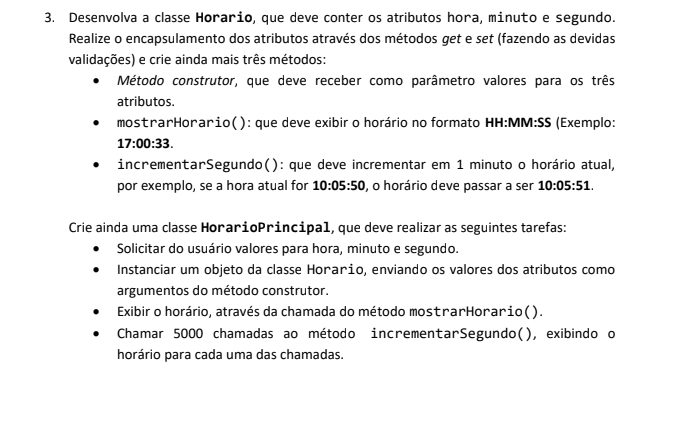 3. Desenvolva a classe Horario, que deve conter os atributos hora, minuto e segundo.
Realize o encapsulamento dos atributos através dos métodos get e set (fazendo as devidas
validações) e crie ainda mais três métodos:
• Método construtor, que deve receber como parâmetro valores para os três
atributos.
• mostrarHorario(): que deve exibir o horário no formato HH:MM:SS (Exemplo:
17:00:33.
• incrementarSegundo(): que deve incrementar em 1 minuto o horário atual,
por exemplo, se a hora atual for 10:05:50, o horário deve passar a ser 10:05:51.
Crie ainda uma classe HorarioPrincipal, que deve realizar as seguintes tarefas:
• Solicitar do usuário valores para hora, minuto e segundo.
• Instanciar um objeto da classe Horario, enviando os valores dos atributos como
argumentos do método construtor.
• Exibir o horário, através da chamada do método mostrarHorario().
• Chamar 5000 chamadas ao método incrementarSegundo(), exibindo o
horário para cada uma das chamadas.